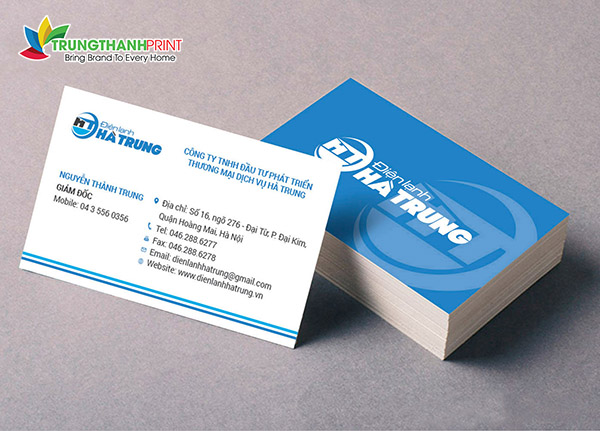 TRUNGTHANHPRINT
Bring Brand To Every Home
HT
Điện lạnh
HÀ TRUNG
CÔNG TY TNHH ĐẦU TƯ PHÁT TRIỂN
THƯƠNG MẠI DỊCH VỤ HÀ TRUNG
NGUYỄN THÀNH TRUNG
GIÁM ĐỐC
Mobile: 04 3 556 0356
Địa chỉ: Số 16, ngõ 276 - Đại Từ, P. Đại Kim,
Quận Hoàng Mai, Hà Nội
Tel: 046.288.6277
Fax: 046.288.6278
Email: dienlanhhatrung@gmail.com
Website: www.dienlanhhatrung.vn
HT
Điện lạnh
HÀ TRUNG
HT